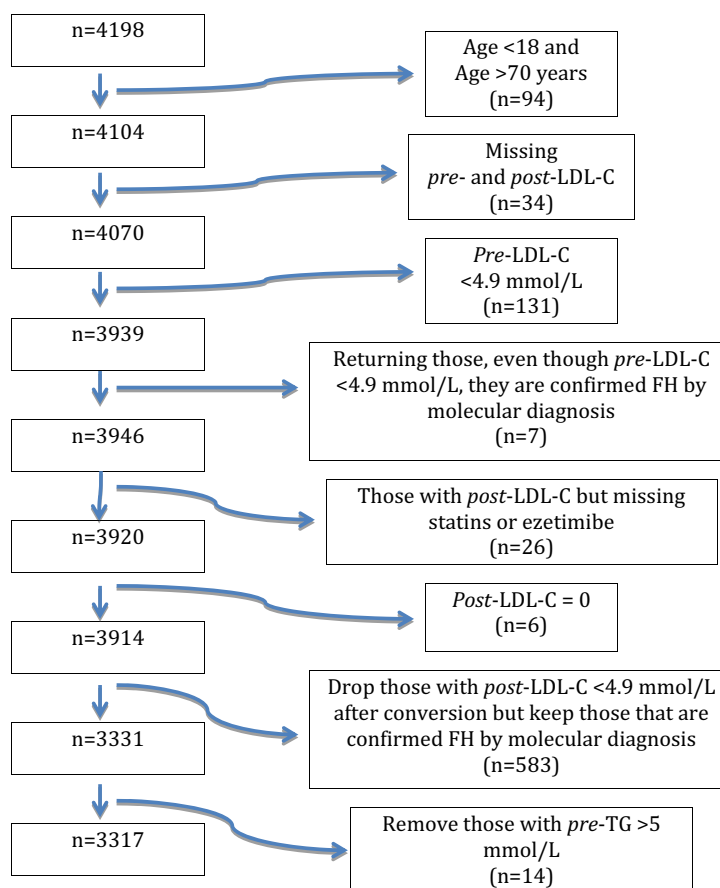 n=4198
Age <18 and
Age >70 years
(n=94)
n=4104
Missing
pre- and post-LDL-C
(n=34)
n=4070
Pre-LDL-C
<4.9 mmol/L
(n=131)
n=3939
Returning those, even though pre-LDL-C
<4.9 mmol/L, they are confirmed FH by
molecular diagnosis
(n=7)
n=3946
Those with post-LDL-C but missing
statins or ezetimibe
(n=26)
n=3920
Post-LDL-C = 0
(n=6)
n=3914
Drop those with post-LDL-C <4.9 mmol/L
after conversion but keep those that are
confirmed FH by molecular diagnosis
(n=583)
n=3331
Remove those with pre-TG >5
mmol/L
(n=14)
n=3317